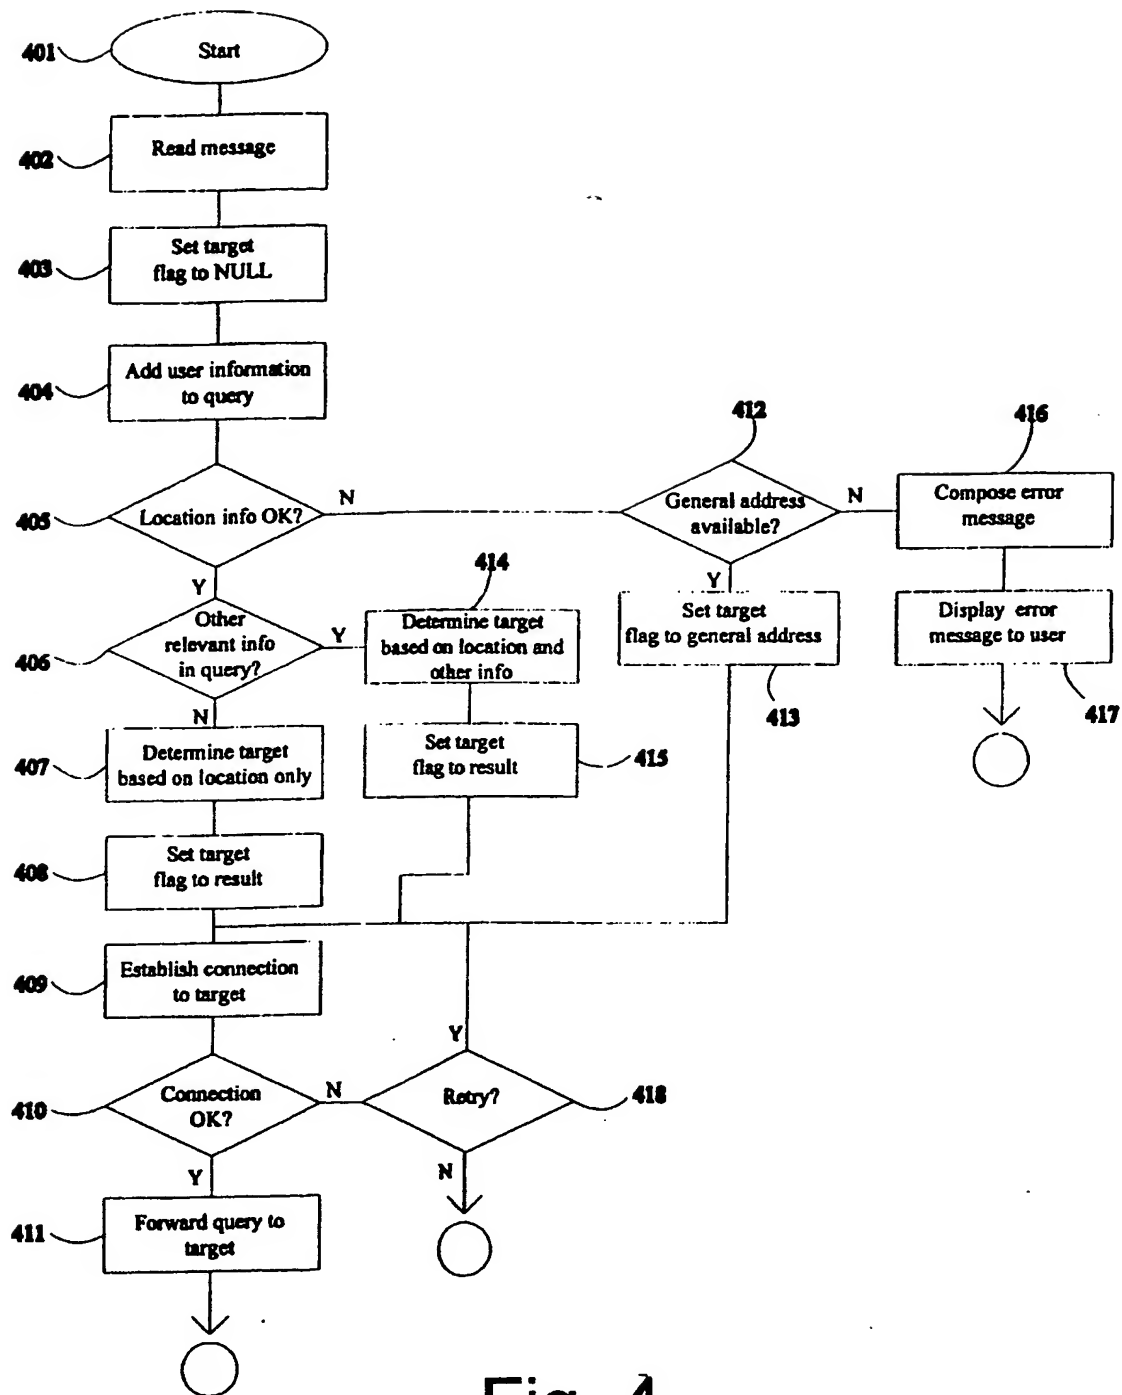 401
Start
402
Read message
403
Set target
flag to NULL
404
Add user information
to query
405
Location info OK?
N
Y
412
General address
available?
N
Y
416
Compose error
message
Display error
message to user
417
Set target
flag to general address
413
406
Other
relevant info
in query?
Y
N
414
Determine target
based on location and
other info
Set target
flag to result
415
407
Determine target
based on location only
408
Set target
flag to result
409
Establish connection
to target
410
Connection
OK?
N
Y
Y
Retry?
418
N
411
Forward query to
target
Fig. 4